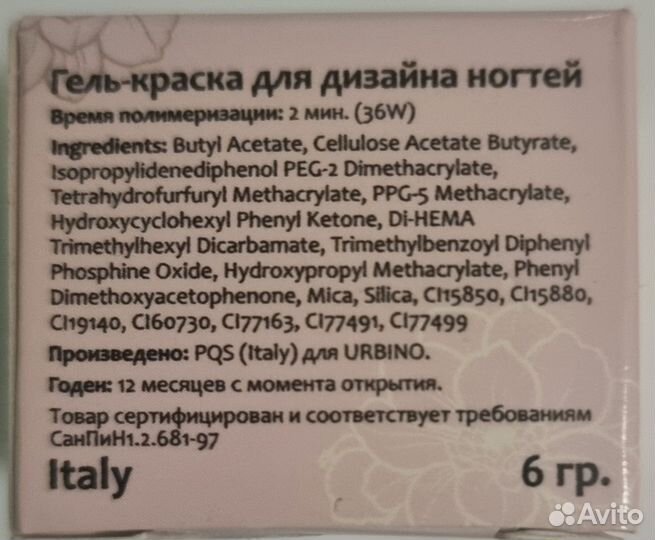 Гель-краска для дизайна ногтей
Время полимеризации: 2 мин. (36W)
Ingredients: Butyl Acetate, Cellulose Acetate Butyrate,
Isopropylidenediphenol PEG-2 Dimethacrylate,
Tetrahydrofurfuryl Methacrylate, PPG-5 Methacrylate,
Hydroxycyclohexyl Phenyl Ketone, Di-HEMA
Trimethylhexyl Dicarbamate, Trimethylbenzoyl Diphenyl
Phosphine Oxide, Hydroxypropyl Methacrylate, Phenyl
Dimethoxyacetophenone, Mica, Silica, CI15850, CI15880,
CI19140, CI60730, CI77163, CI77491, CI77499
Произведено: PQS (Italy) для URBINO.
Годен: 12 месяцев с момента открытия.
Товар сертифицирован и соответствует требованиям
СанПиН1.2.681-97
Italy 6 гр.
Avito